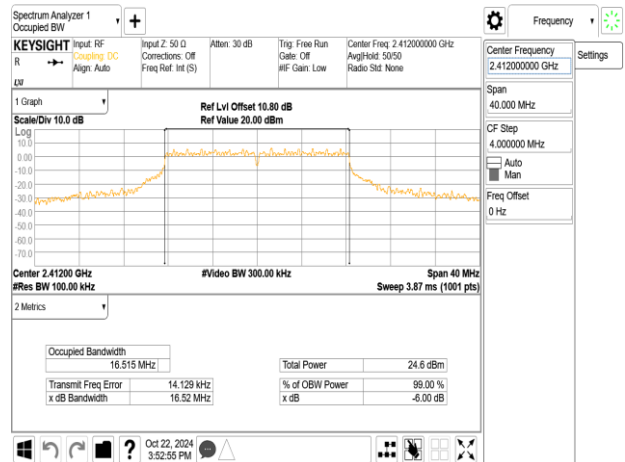 Spectrum Analyzer 1
Occupied BW
+
Frequency
KEYSIGHT
R
LXI
Input: RF
Coupling: DC
Align: Auto
Input Z: 50 Ω
Corrections: Off
Freq Ref: Int (S)
Atten: 30 dB
Trig: Free Run
Gate: Off
#IF Gain: Low
Center Freq: 2.412000000 GHz
Avg|Hold: 50/50
Radio Std: None
Center Frequency
2.412000000 GHz
Settings
Span
40.000 MHz
CF Step
4.000000 MHz
Auto
Man
Freq Offset
0 Hz
1 Graph
Scale/Div 10.0 dB
Ref Lvl Offset 10.80 dB
Ref Value 20.00 dBm
Log
10.0
0.00
-10.0
-20.0
-30.0
-40.0
-50.0
-60.0
-70.0
Center 2.41200 GHz
#Res BW 100.00 kHz
#Video BW 300.00 kHz
Span 40 MHz
Sweep 3.87 ms (1001 pts)
2 Metrics
Occupied Bandwidth
16.515 MHz
Transmit Freq Error 14.129 kHz
x dB Bandwidth 16.52 MHz
Total Power 24.6 dBm
% of OBW Power 99.00 %
x dB -6.00 dB
?
Oct 22, 2024
3:52:55 PM